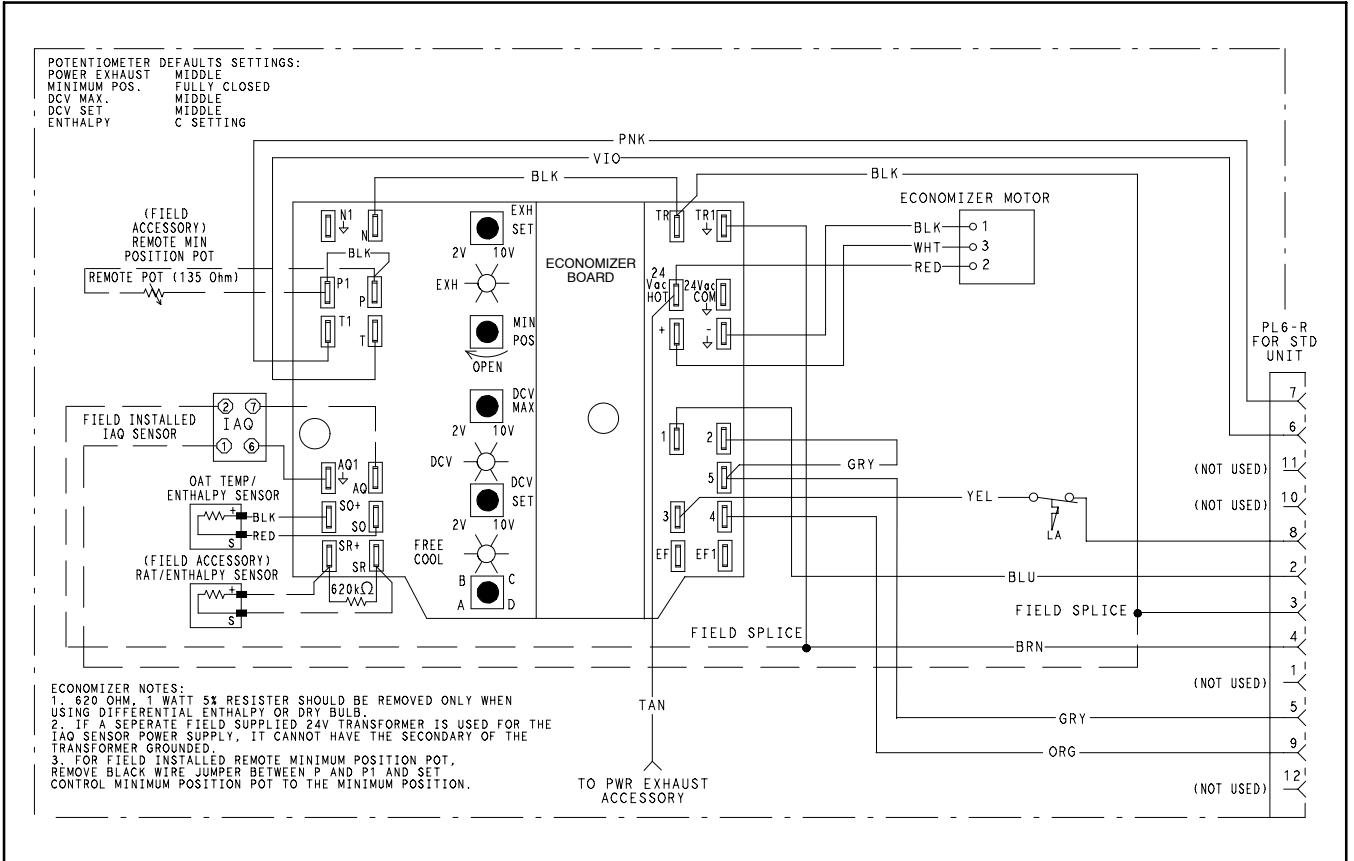 POTENTIOMETER DEFAULTS SETTINGS:
POWER EXHAUST MIDDLE
MINIMUM POS. FULLY CLOSED
DCV MAX. MIDDLE
DCV SET MIDDLE
ENTHALPY C SETTING
PNK
VIO
BLK
BLK
ECONOMIZER MOTOR
BLK 1
WHT 3
RED 2
(FIELD
ACCESSORY)
REMOTE MIN
POSITION POT
REMOTE POT (135 Ohm)
N1
N
BLK
P1
P
T1
T
EXH
SET
2V 10V
EXH
MIN
POS
OPEN
DCV
MAX
2V 10V
DCV
DCV
SET
2V 10V
FREE
COOL
B C
A D
ECONOMIZER
BOARD
TR
TR1
24
Vac
HOT
24Vac
COM
+
-
1
2
5
3
4
EF
EF1
GRY
YEL
LA
BLU
FIELD SPLICE
FIELD SPLICE
BRN
GRY
ORG
TAN
TO PWR EXHAUST
ACCESSORY
FIELD INSTALLED
IAQ SENSOR
2 7
IAQ
1 6
AQ1
AQ
OAT TEMP/
ENTHALPY SENSOR
+
S
BLK
RED
SO+
SO
(FIELD ACCESSORY)
RAT/ENTHALPY SENSOR
+
S
SR+
SR
620kΩ
PL6-R
FOR STD
UNIT
7
6
(NOT USED) 11
(NOT USED) 10
8
2
3
4
(NOT USED) 1
5
9
(NOT USED) 12
ECONOMIZER NOTES:
1. 620 OHM, 1 WATT 5% RESISTER SHOULD BE REMOVED ONLY WHEN
USING DIFFERENTIAL ENTHALPY OR DRY BULB.
2. IF A SEPERATE FIELD SUPPLIED 24V TRANSFORMER IS USED FOR THE
IAQ SENSOR POWER SUPPLY, IT CANNOT HAVE THE SECONDARY OF THE
TRANSFORMER GROUNDED.
3. FOR FIELD INSTALLED REMOTE MINIMUM POSITION POT,
REMOVE BLACK WIRE JUMPER BETWEEN P AND P1 AND SET
CONTROL MINIMUM POSITION POT TO THE MINIMUM POSITION.